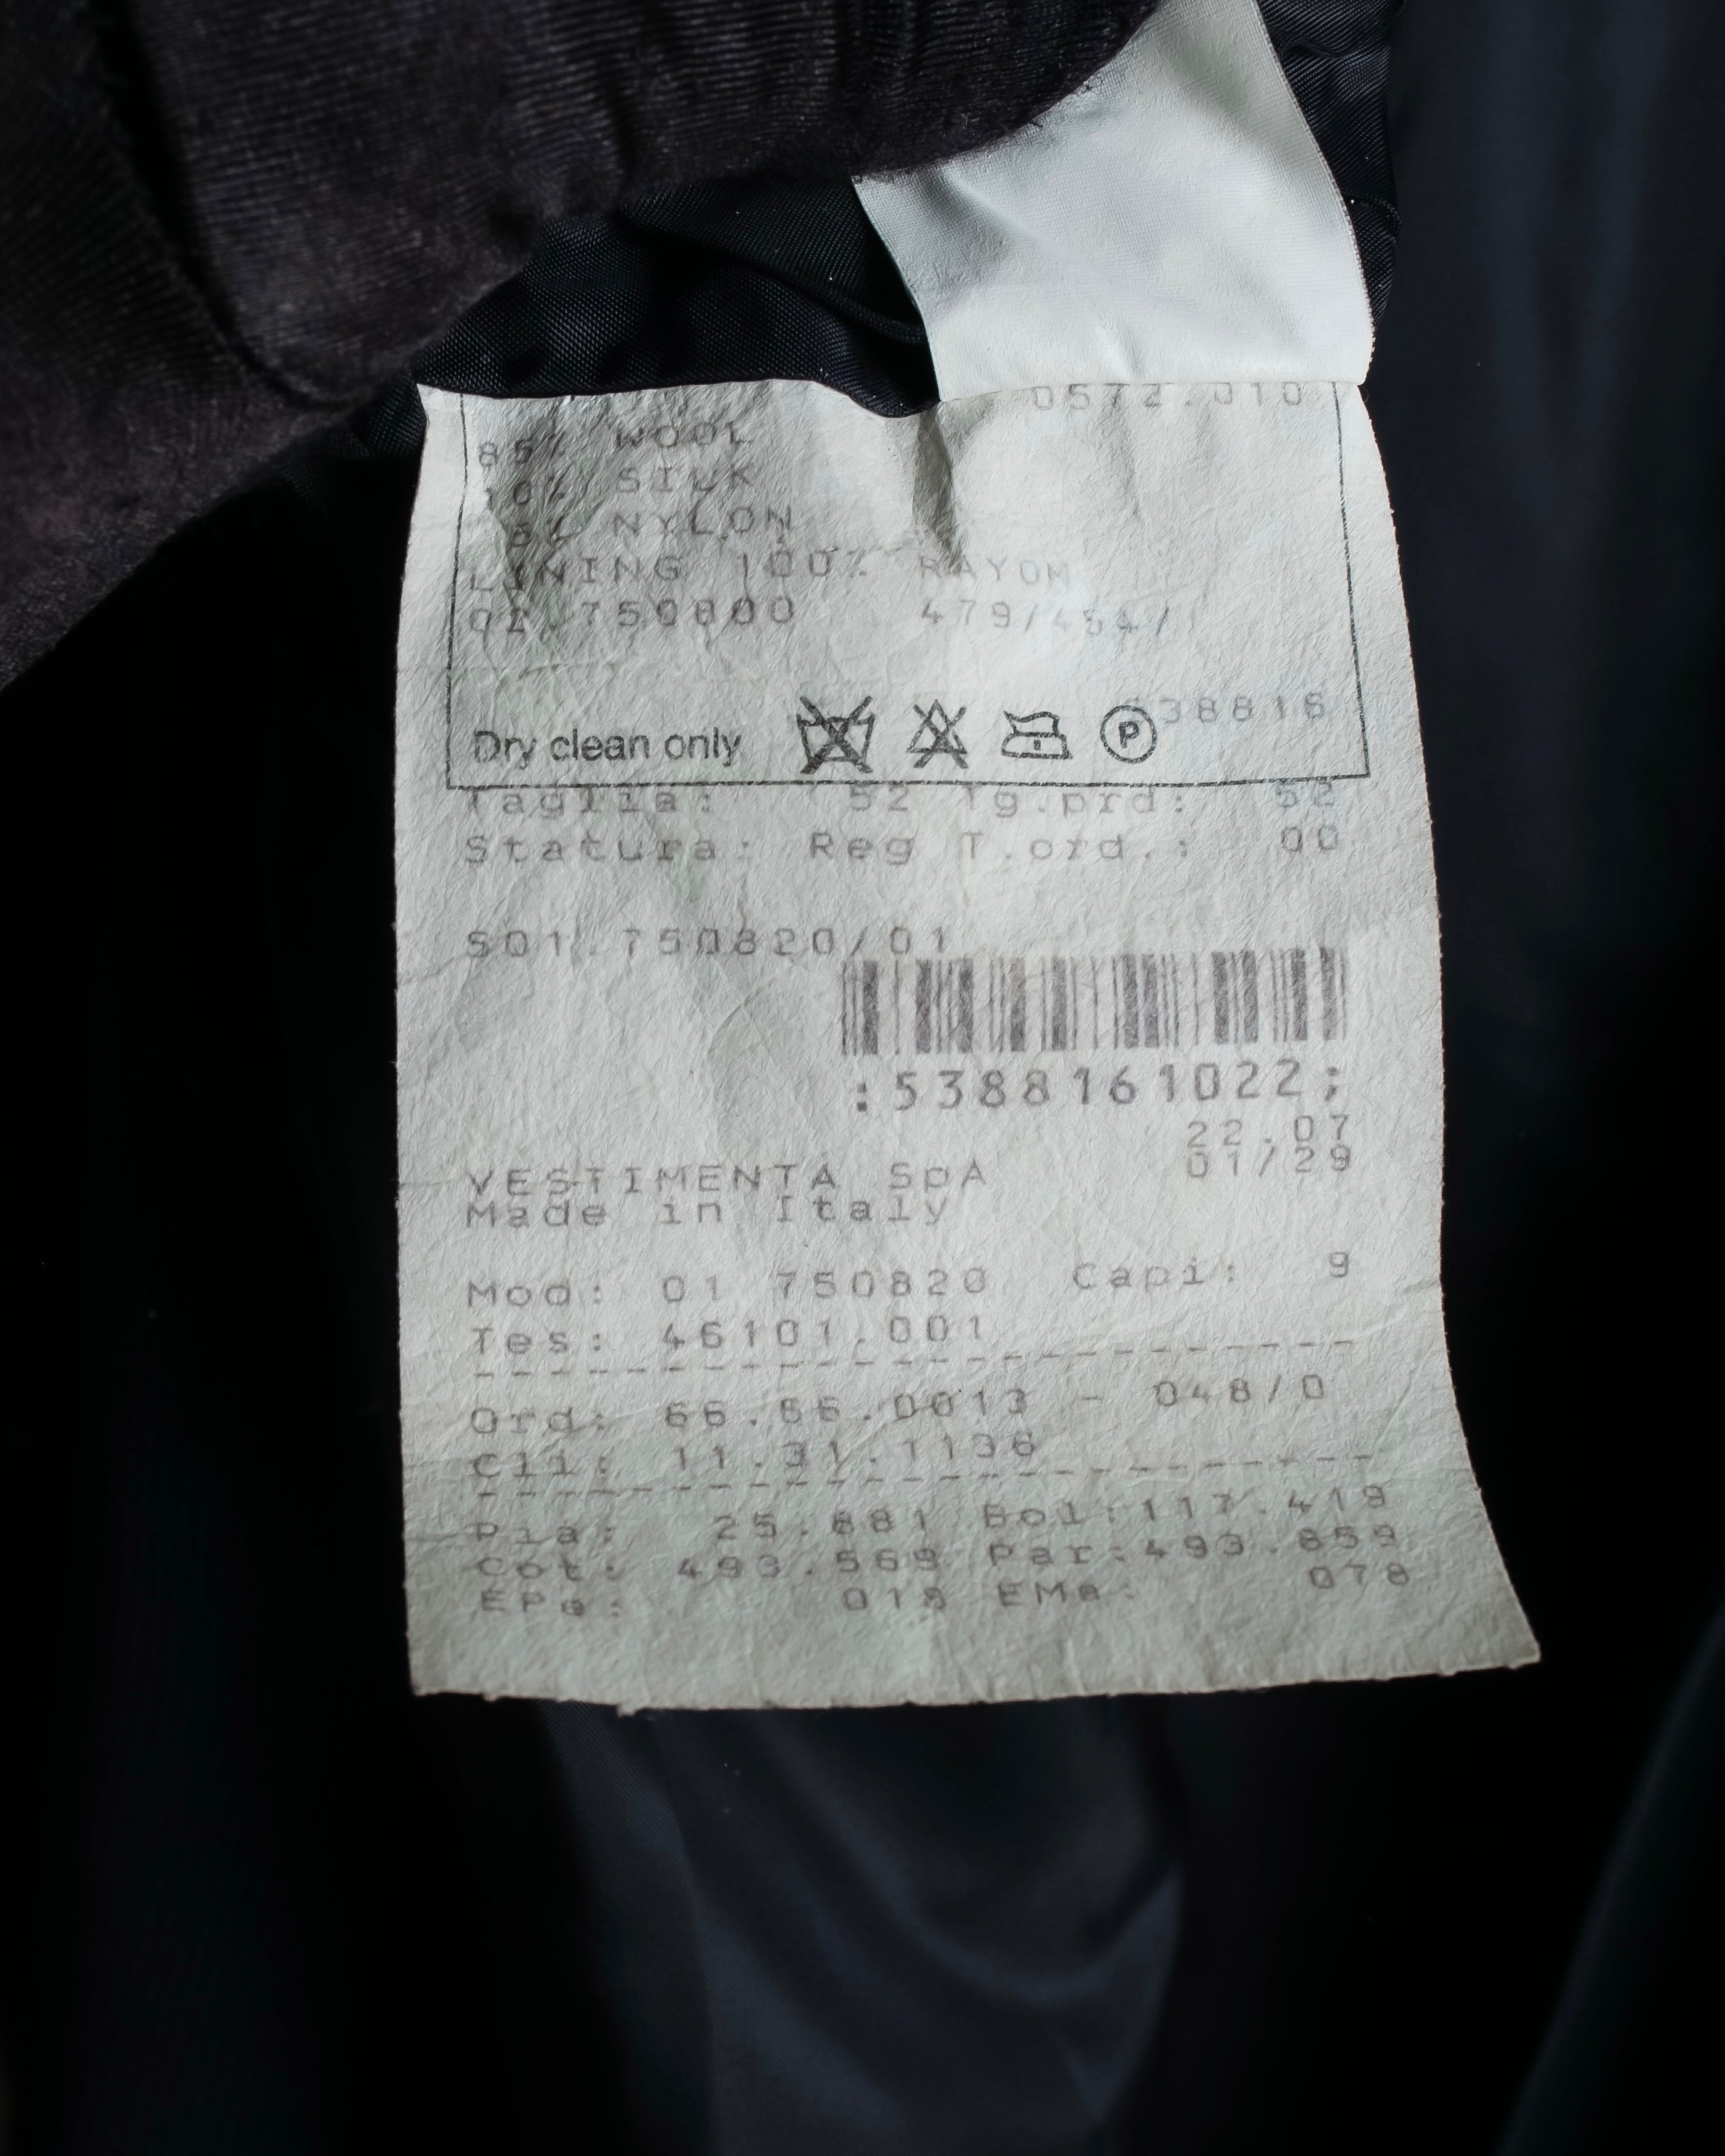 0572.010
85% WOOL
10% SILK
5% NYLON
LINING 100% RAYON
02.750800 479/454/
538816
Dry clean only P
Taglia: 52 Tg.prd: 52
Statura: Reg T.ord.: 00
S01.750820/01
:5388161022;
22.07
01/29
VESTIMENTA SpA
Made in Italy
Mod: 01 750820 Capi: 9
Tes: 46101.001
Ord: 66.66.0013 - 048/0
Cli: 11.31.1136
Pia: 25.881 Bol:117.419
Cot: 493.569 Par:493.859
EPe: 018 EMa: 078